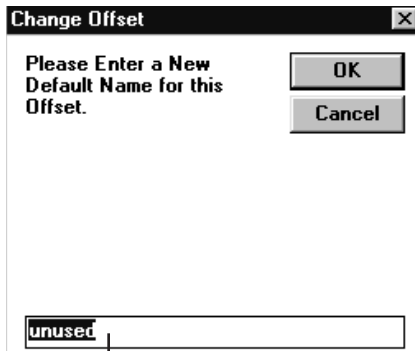 Change Offset
Please Enter a New
Default Name for this
Offset.
OK
Cancel
unused